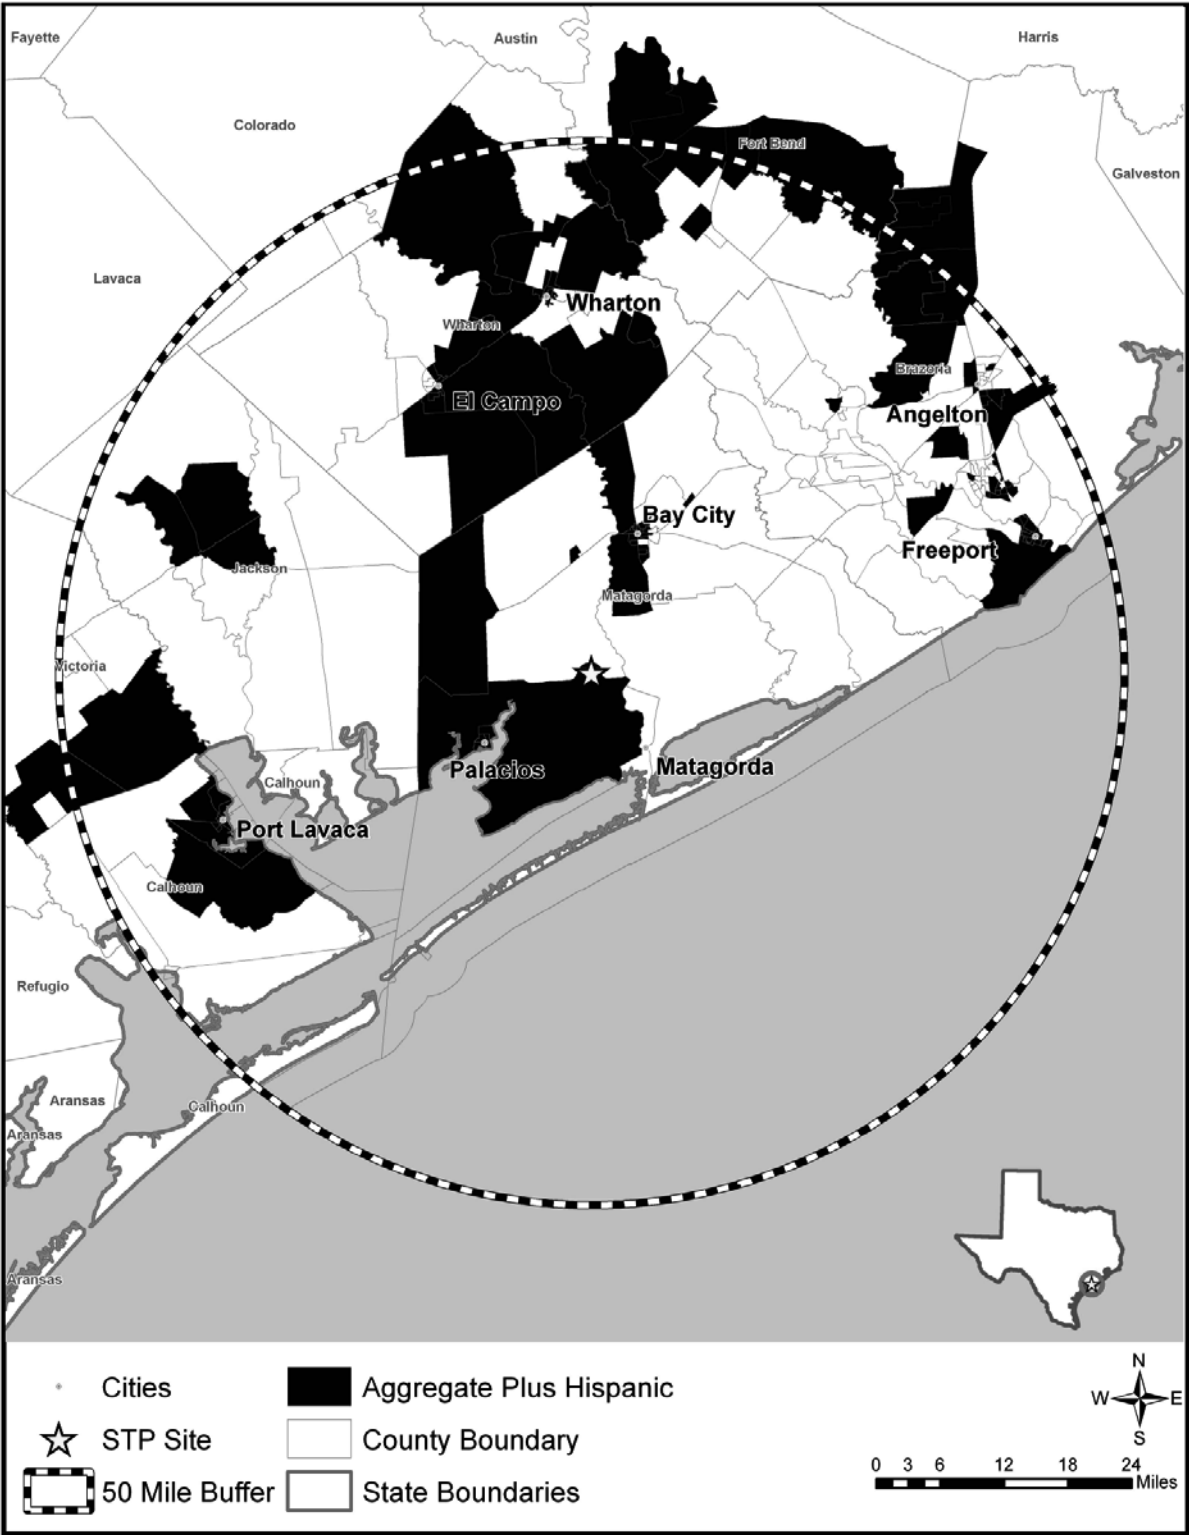 Fayette
Austin
Harris
Colorado
Fort Bend
Galveston
Lavaca
Wharton
Wharton
Brazoria
El Campo
Angelton
Bay City
Freeport
Jackson
Matagorda
Victoria
Palacios
Matagorda
Calhoun
Port Lavaca
Calhoun
Refugio
Aransas
Calhoun
Aransas
Aransas
Cities
Aggregate Plus Hispanic
STP Site
County Boundary
50 Mile Buffer
State Boundaries
N
W E
S
0 3 6 12 18 24
Miles